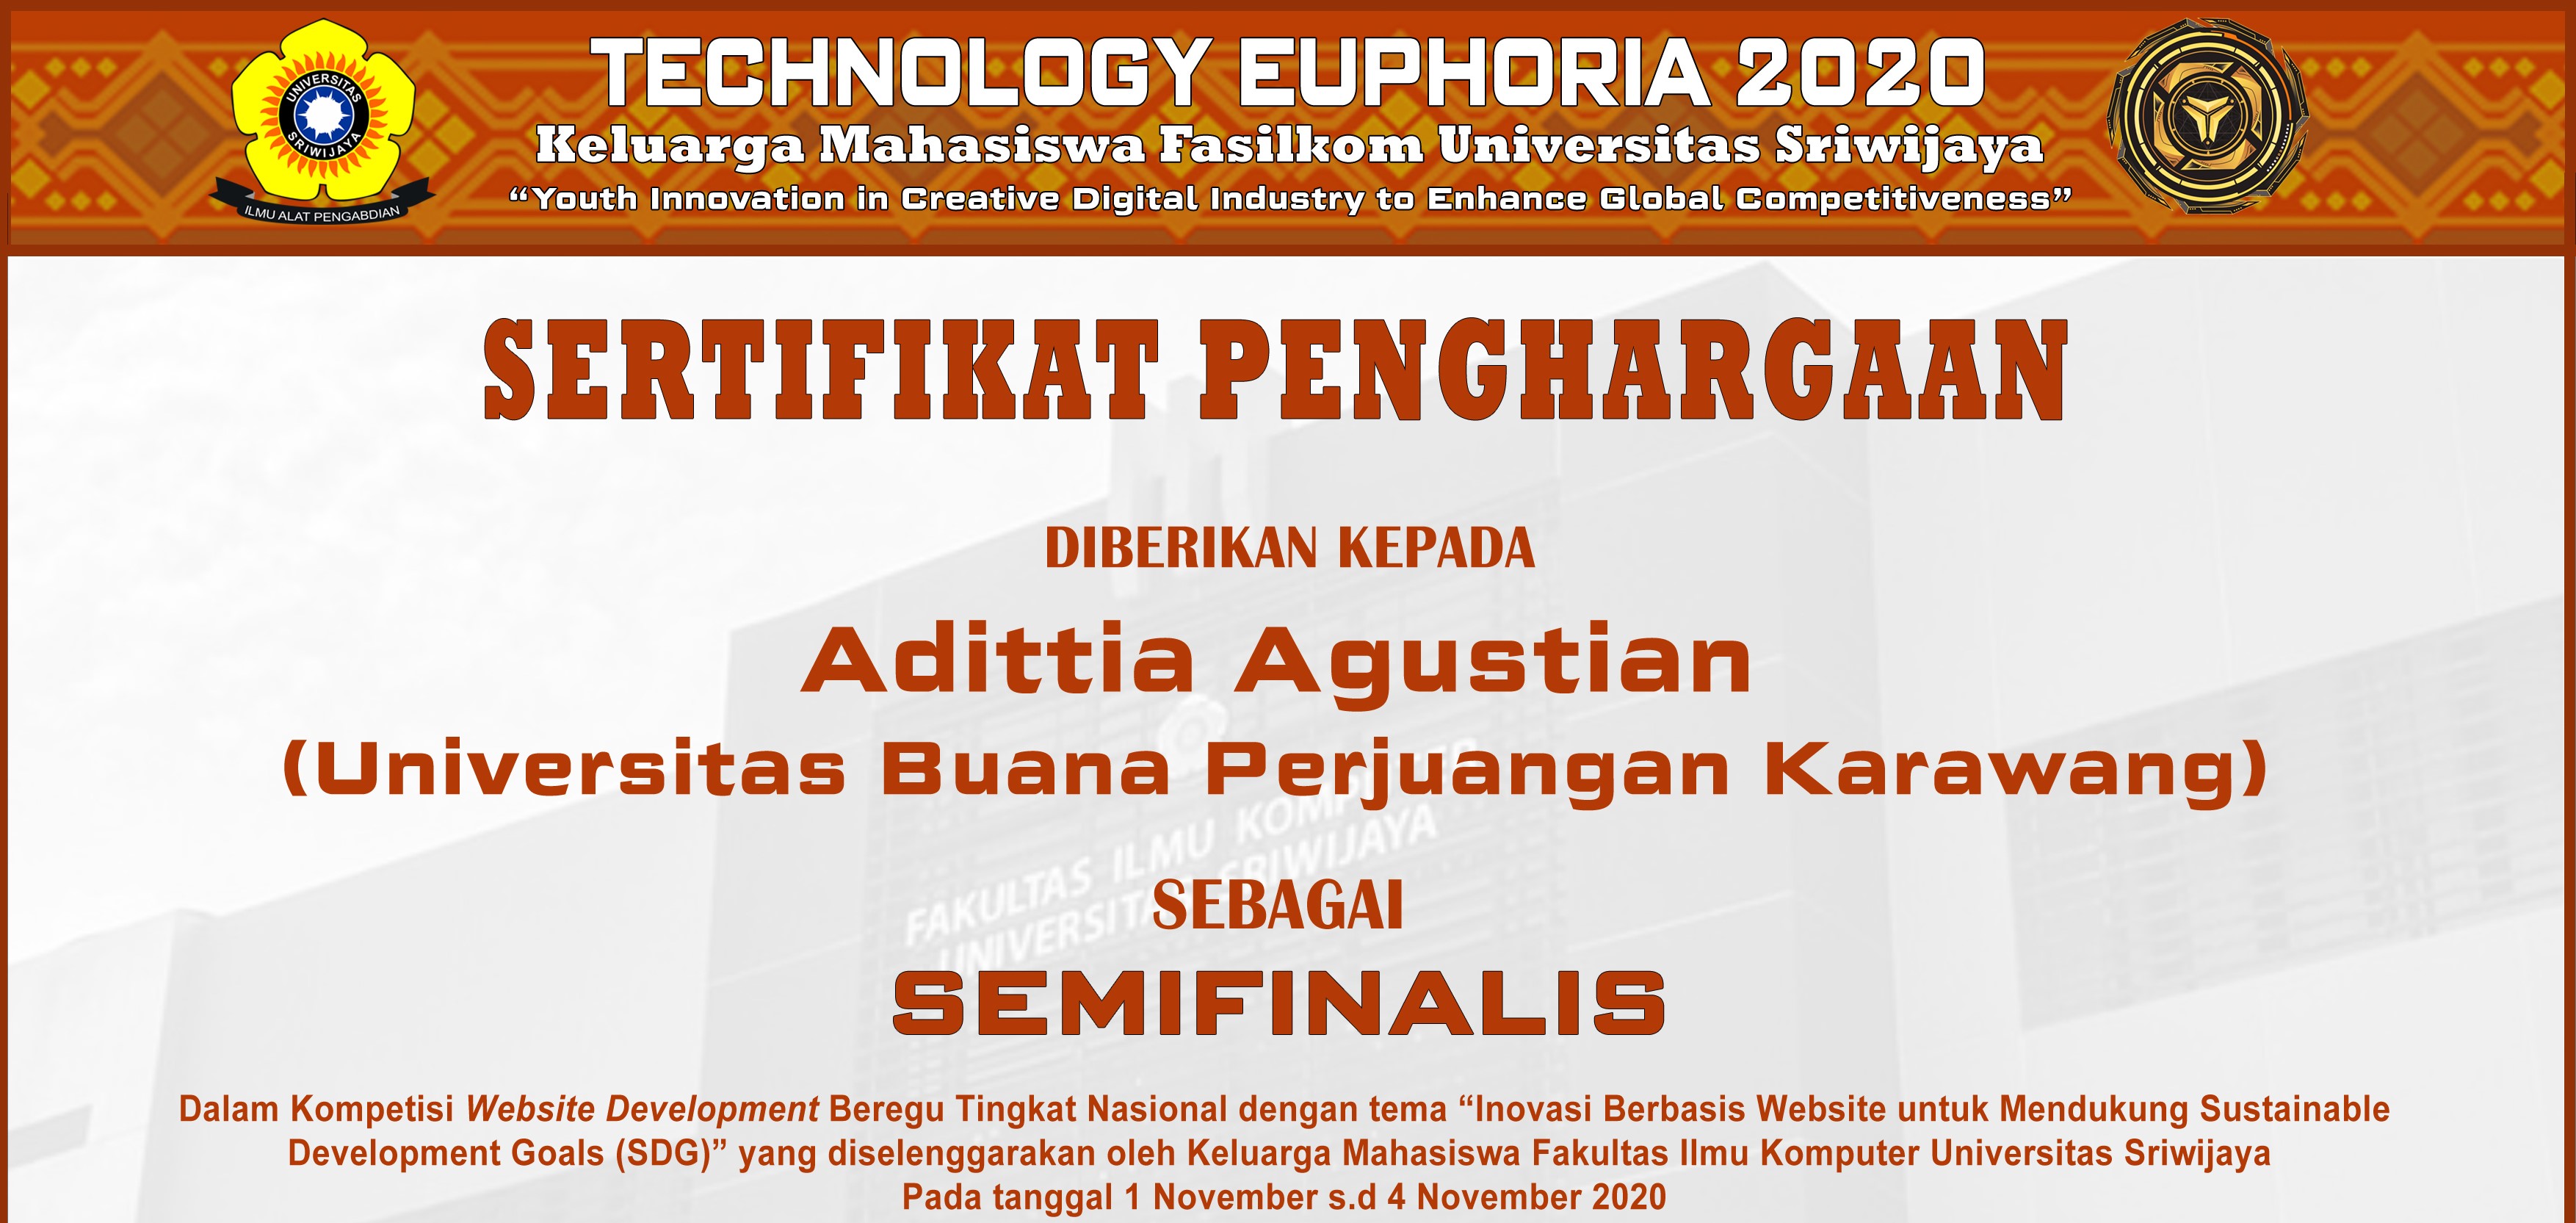 UNIVERSITAS
SRIWIJAYA
ILMU ALAT PENGABDIAN
TECHNOLOGY EUPHORIA 2020
Keluarga Mahasiswa Fasilkom Universitas Sriwijaya
“Youth Innovation in Creative Digital Industry to Enhance Global Competitiveness”
SERTIFIKAT PENGHARGAAN
DIBERIKAN KEPADA
Adittia Agustian
(Universitas Buana Perjuangan Karawang)
FAKULTAS ILMU KOMPUTER
UNIVERSITAS SRIWIJAYA
SEBAGAI
SEMIFINALIS
Dalam Kompetisi Website Development Beregu Tingkat Nasional dengan tema “Inovasi Berbasis Website untuk Mendukung Sustainable
Development Goals (SDG)” yang diselenggarakan oleh Keluarga Mahasiswa Fakultas Ilmu Komputer Universitas Sriwijaya
Pada tanggal 1 November s.d 4 November 2020